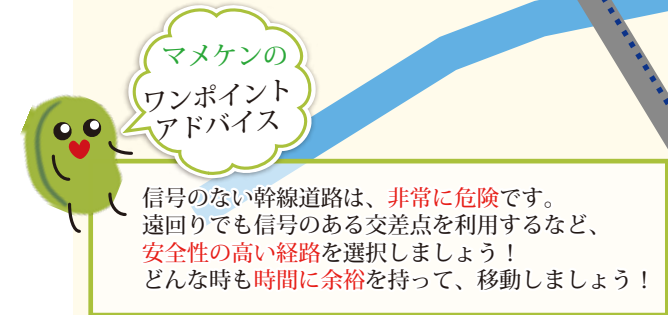 マメケンの
ワンポイント
アドバイス
信号のない幹線道路は、非常に危険です。
遠回りでも信号のある交差点を利用するなど、
安全性の高い経路を選択しましょう！
どんな時も時間に余裕を持って、移動しましょう！